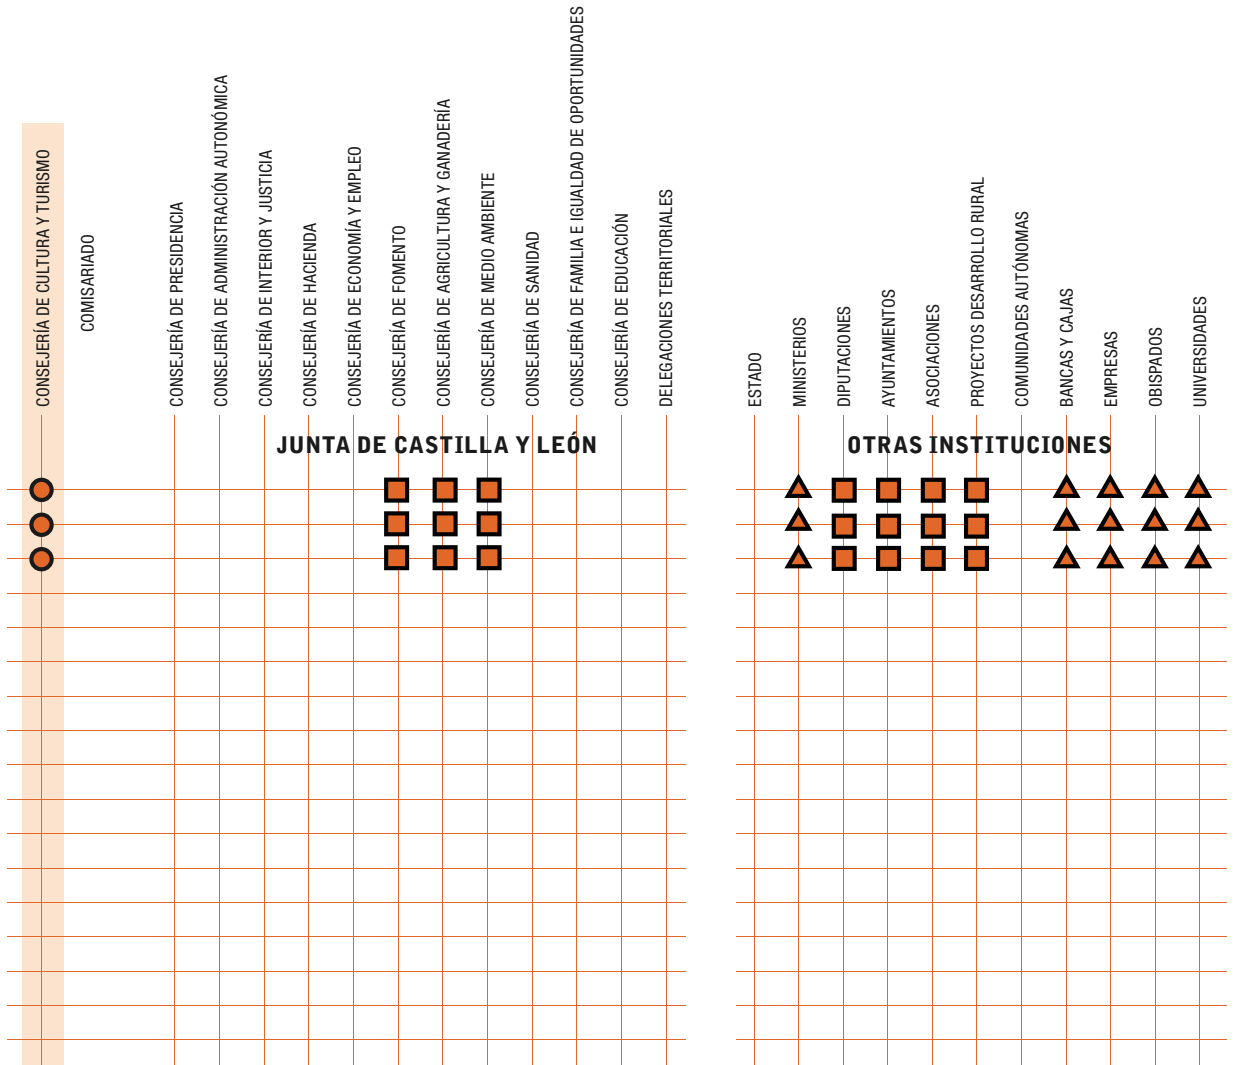 CONSEJERÍA DE CULTURA Y TURISMO
COMISARIADO
CONSEJERÍA DE PRESIDENCIA
CONSEJERÍA DE ADMINISTRACIÓN AUTONÓMICA
CONSEJERÍA DE INTERIOR Y JUSTICIA
CONSEJERÍA DE HACIENDA
CONSEJERÍA DE ECONOMÍA Y EMPLEO
CONSEJERÍA DE FOMENTO
CONSEJERÍA DE AGRICULTURA Y GANADERÍA
CONSEJERÍA DE MEDIO AMBIENTE
CONSEJERÍA DE SANIDAD
CONSEJERÍA DE FAMILIA E IGUALDAD DE OPORTUNIDADES
CONSEJERÍA DE EDUCACIÓN
DELEGACIONES TERRITORIALES
ESTADO
MINISTERIOS
DIPUTACIONES
AYUNTAMIENTOS
ASOCIACIONES
PROYECTOS DESARROLLO RURAL
COMUNIDADES AUTÓNOMAS
BANCAS Y CAJAS
EMPRESAS
OBISPADOS
UNIVERSIDADES
JUNTA DE CASTILLA Y LEÓN
OTRAS INSTITUCIONES